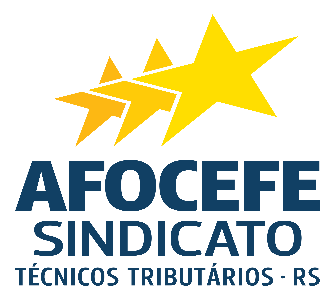 AFOCEFE
SINDICATO
TÉCNICOS TRIBUTÁRIOS · RS